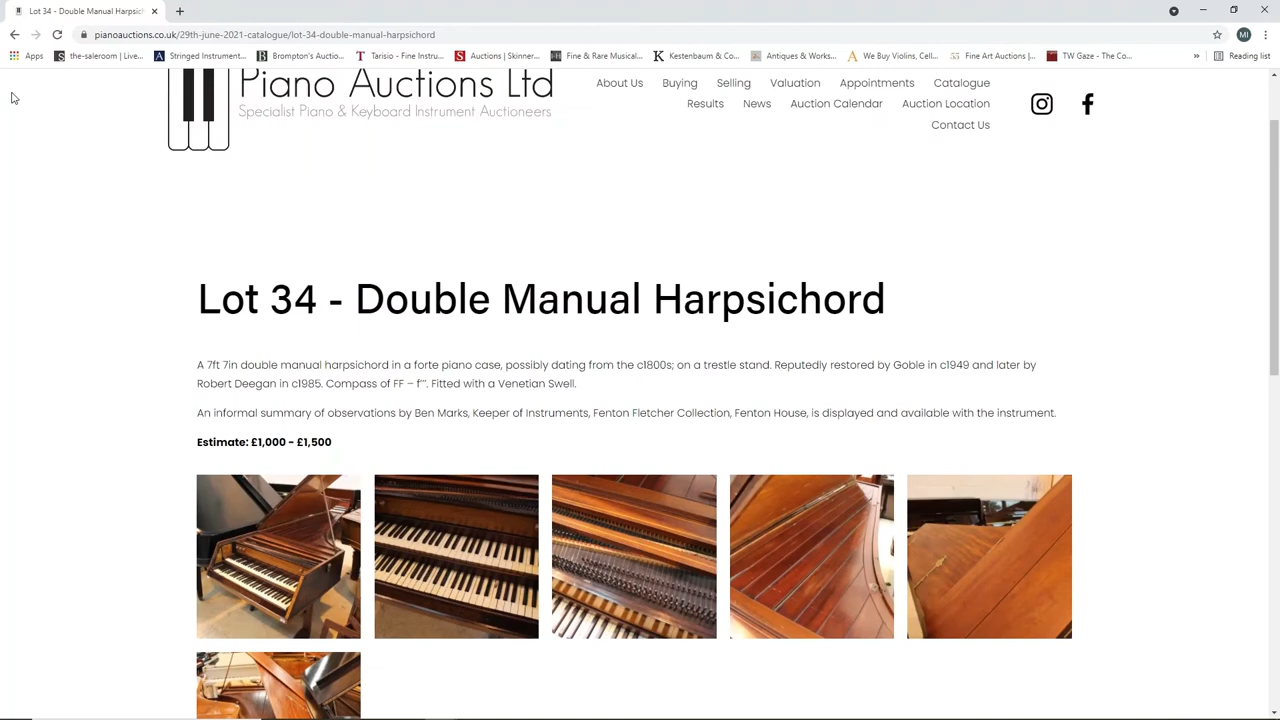 Lot 34 - Double Manual Harpsic
pianoauctions.co.uk/29th-june-2021-catalogue/lot-34-double-manual-harpsichord
MI
Apps
the-saleroom | Live...
Stringed Instrument...
Brompton's Auction...
Tarisio - Fine Instru...
Auctions | Skinner...
Fine & Rare Musical...
Kestenbaum & Co...
Antiques & Works...
We Buy Violins, Cell...
Fine Art Auctions |...
TW Gaze - The Co...
»
Reading list
Piano Auctions Ltd
Specialist Piano & Keyboard Instrument Auctioneers
About Us Buying Selling Valuation Appointments Catalogue
Results News Auction Calendar Auction Location
Contact Us
Lot 34 - Double Manual Harpsichord
A 7ft 7in double manual harpsichord in a forte piano case, possibly dating from the c1800s; on a trestle stand. Reputedly restored by Goble in c1949 and later by
Robert Deegan in c1985. Compass of FF – f'''. Fitted with a Venetian Swell.
An informal summary of observations by Ben Marks, Keeper of Instruments, Fenton Fletcher Collection, Fenton House, is displayed and available with the instrument.
Estimate: £1,000 - £1,500